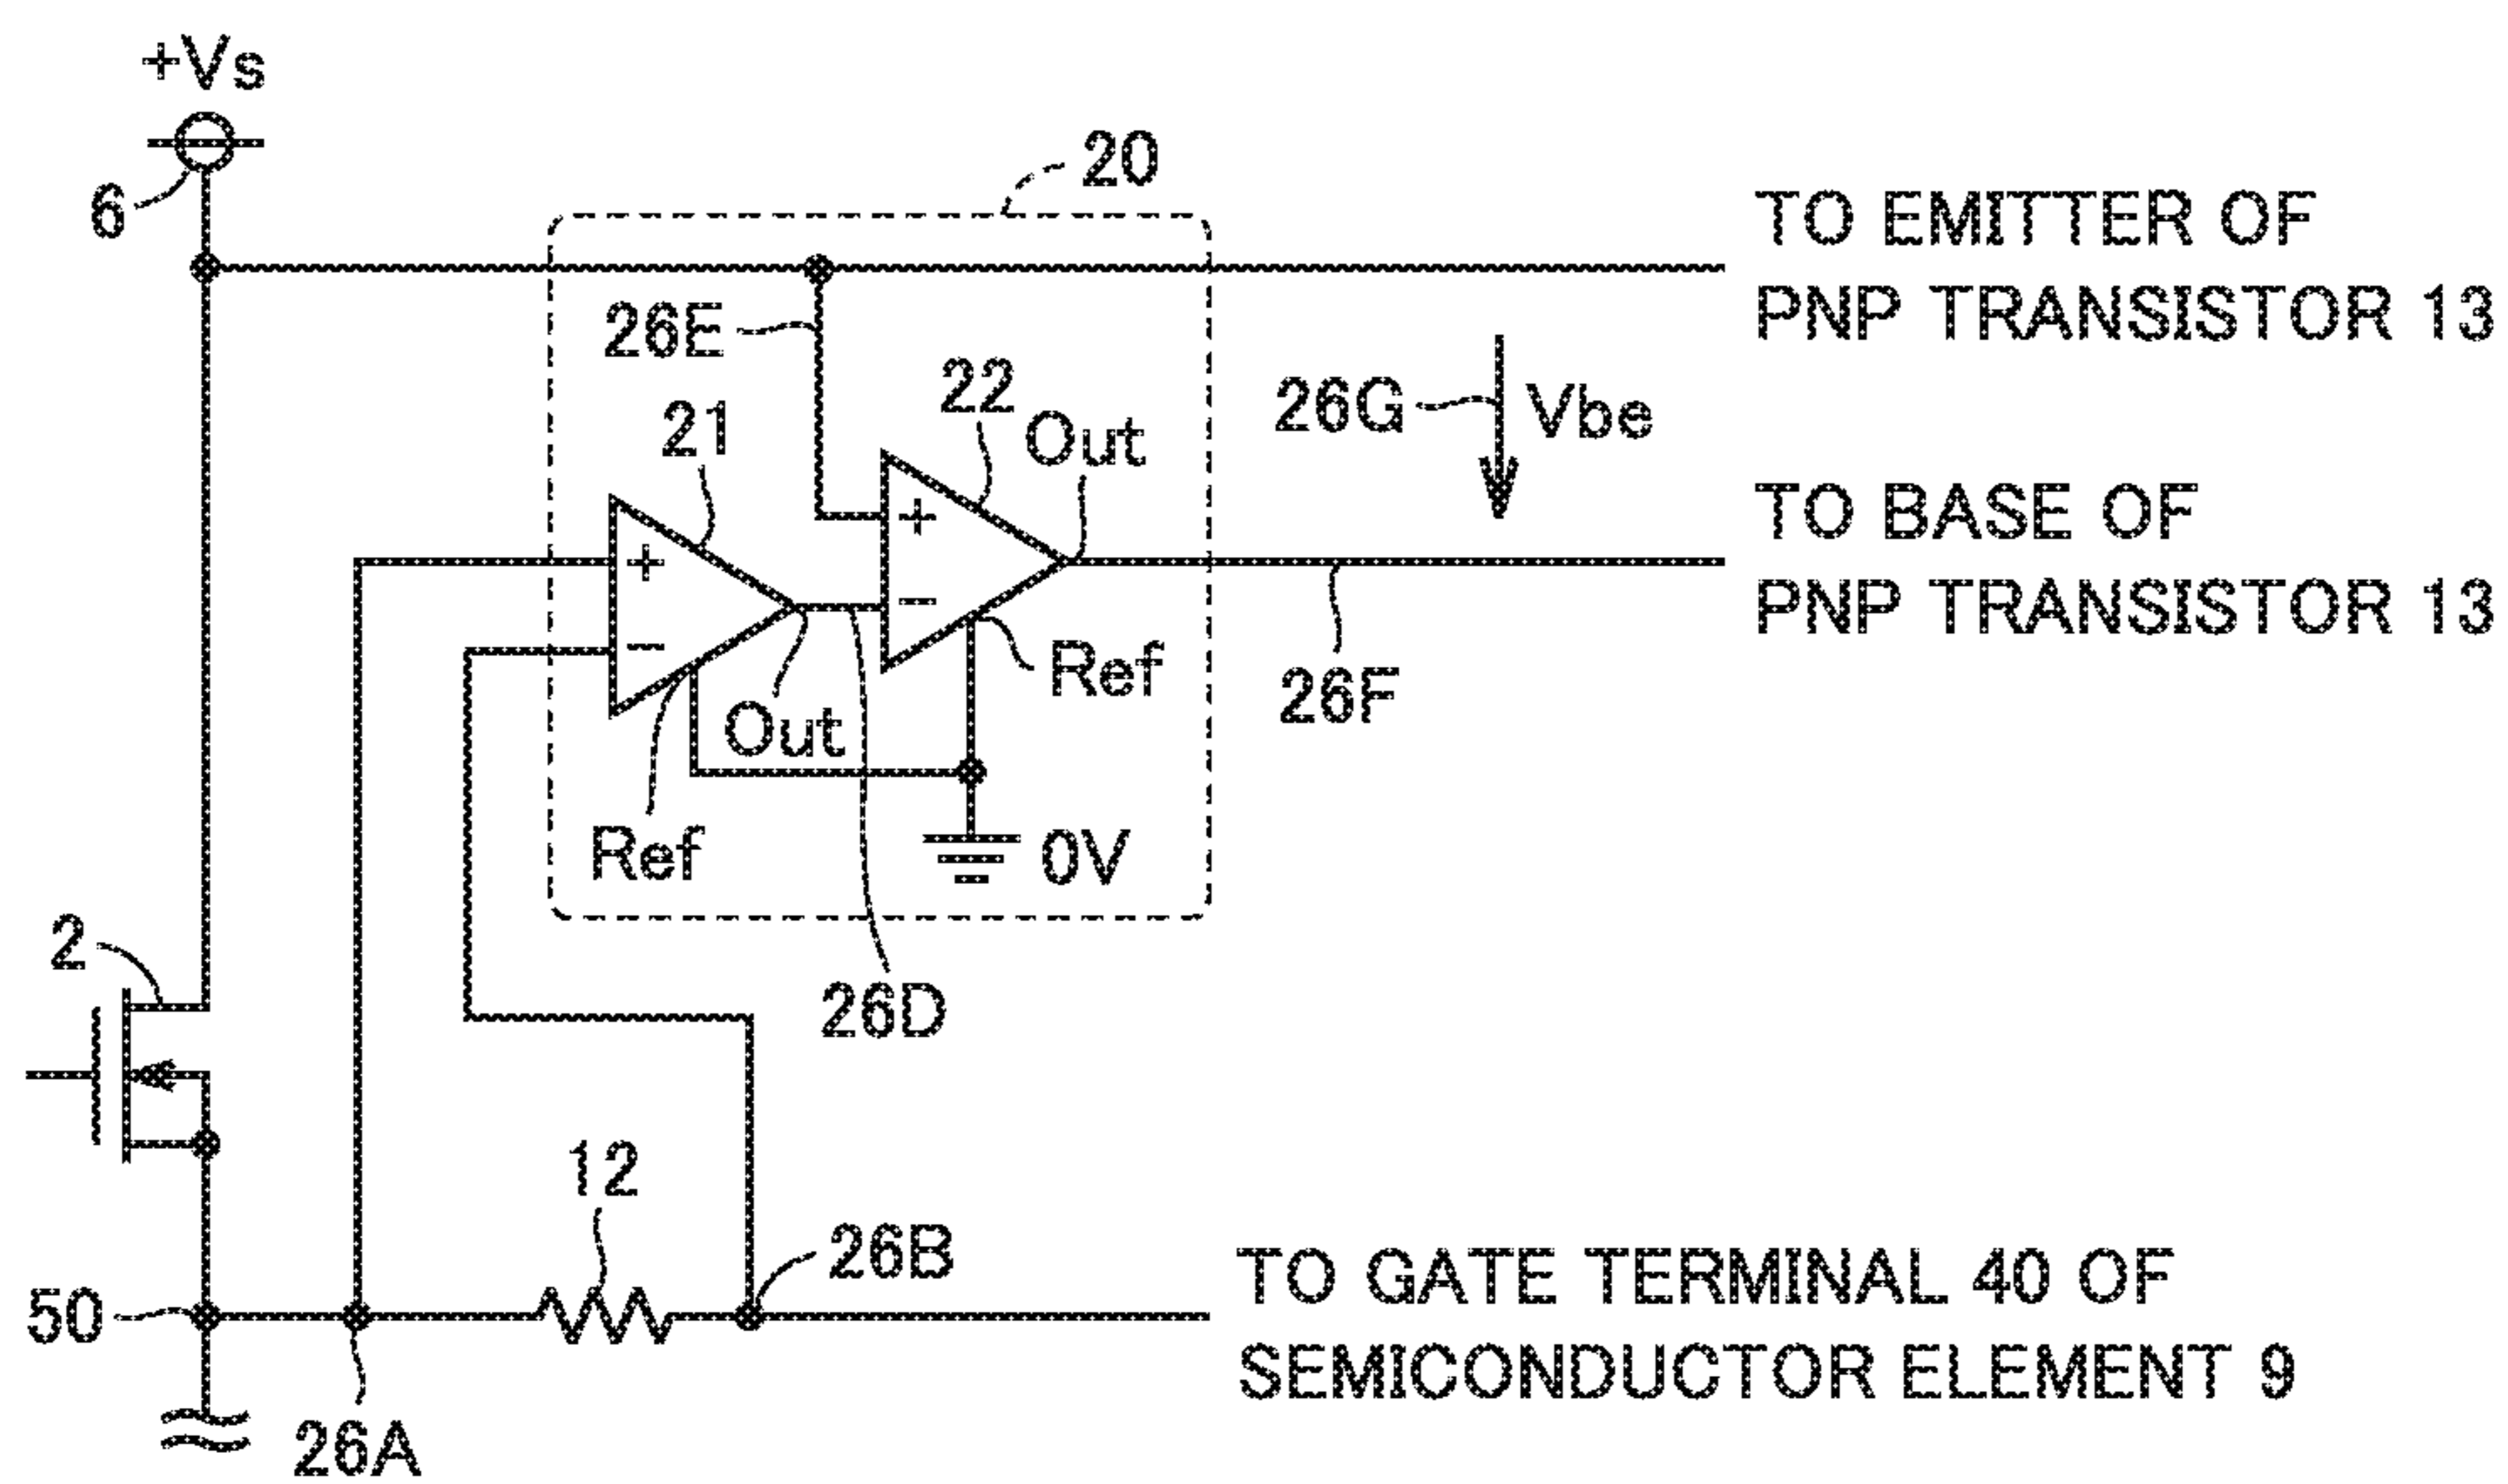 +Vs
6
20
TO EMITTER OF
PNP TRANSISTOR 13
26E
22
26G
Vbe
21
Out
+
TO BASE OF
PNP TRANSISTOR 13
+
−
−
Ref
26F
Out
Ref
0V
2
26D
12
26B
TO GATE TERMINAL 40 OF
SEMICONDUCTOR ELEMENT 9
50
26A